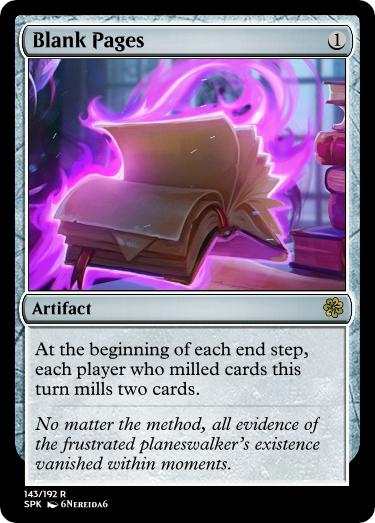 Blank Pages 1
Artifact
At the beginning of each end step,
each player who milled cards this
turn mills two cards.
No matter the method, all evidence of
the frustrated planeswalker's existence
vanished within moments.
143/192 R
SPK 6NEREIDA6